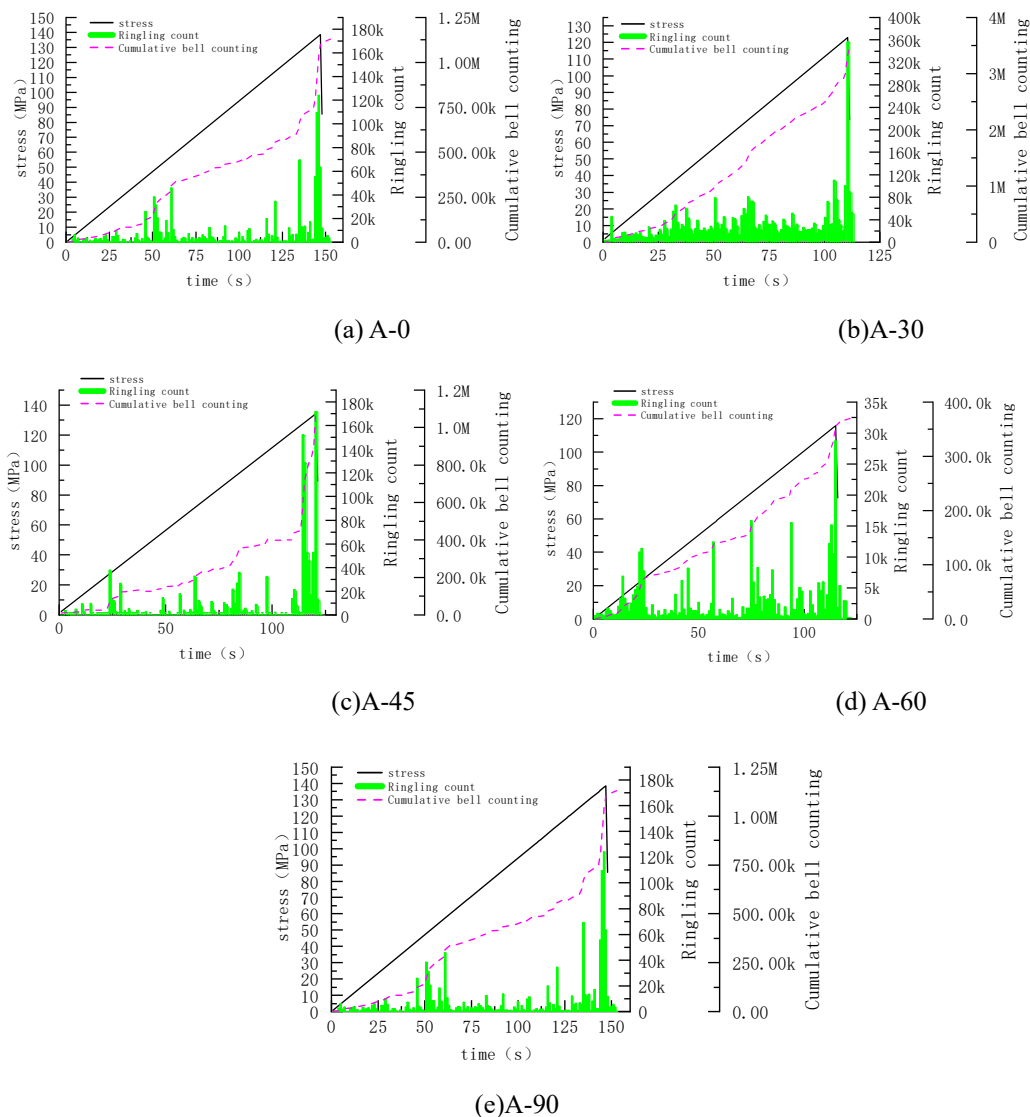 stress
Ringling count
Cumulative bell counting
150
140
130
120
110
100
90
80
70
60
50
40
30
20
10
0
stress (MPa)
0 25 50 75 100 125 150
time (s)
180k
160k
140k
120k
100k
80k
60k
40k
20k
0
Ringling count
1.25M
1.00M
750.00k
500.00k
250.00k
0.00
Cumulative bell counting
(a) A-0
stress
Ringling count
Cumulative bell counting
130
120
110
100
90
80
70
60
50
40
30
20
10
0
stress (MPa)
0 25 50 75 100 125
time (s)
400k
360k
320k
280k
240k
200k
160k
120k
80k
40k
0
Ringling count
4M
3M
2M
1M
0
Cumulative bell counting
(b)A-30
stress
Ringling count
Cumulative bell counting
140
120
100
80
60
40
20
0
stress (MPa)
0 50 100
time (s)
180k
160k
140k
120k
100k
80k
60k
40k
20k
0
Ringling count
1.2M
1.0M
800.0k
600.0k
400.0k
200.0k
0.0
Cumulative bell counting
(c)A-45
stress
Ringling count
Cumulative bell counting
120
100
80
60
40
20
0
stress (MPa)
0 50 100
time (s)
35k
30k
25k
20k
15k
10k
5k
0
Ringling count
400.0k
300.0k
200.0k
100.0k
0.0
Cumulative bell counting
(d) A-60
stress
Ringling count
Cumulative bell counting
150
140
130
120
110
100
90
80
70
60
50
40
30
20
10
0
stress (MPa)
0 25 50 75 100 125 150
time (s)
180k
160k
140k
120k
100k
80k
60k
40k
20k
0
Ringling count
1.25M
1.00M
750.00k
500.00k
250.00k
0.00
Cumulative bell counting
(e)A-90